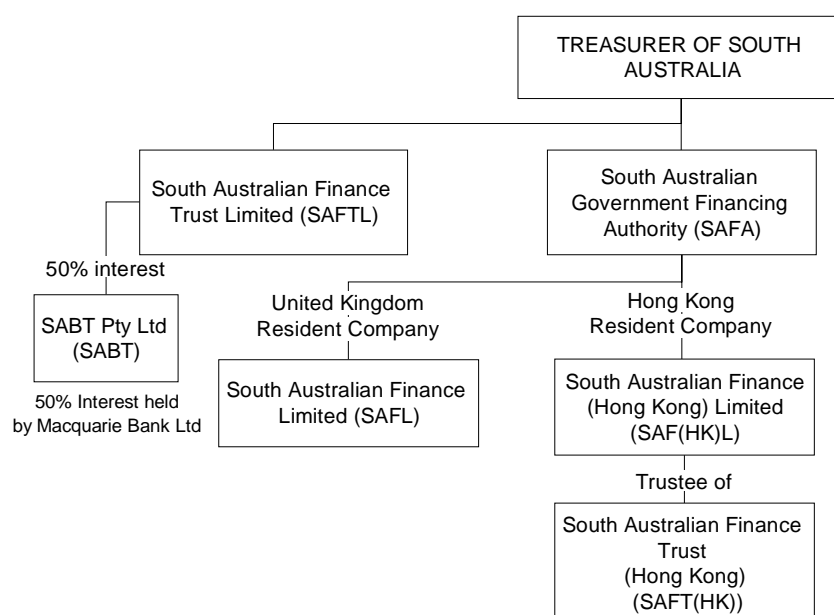 TREASURER OF SOUTH
AUSTRALIA
South Australian Finance
Trust Limited (SAFTL)
South Australian
Government Financing
Authority (SAFA)
50% interest
SABT Pty Ltd
(SABT)
50% Interest held
by Macquarie Bank Ltd
United Kingdom
Resident Company
South Australian Finance
Limited (SAFL)
Hong Kong
Resident Company
South Australian Finance
(Hong Kong) Limited
(SAF(HK)L)
Trustee of
South Australian Finance
Trust
(Hong Kong)
(SAFT(HK))